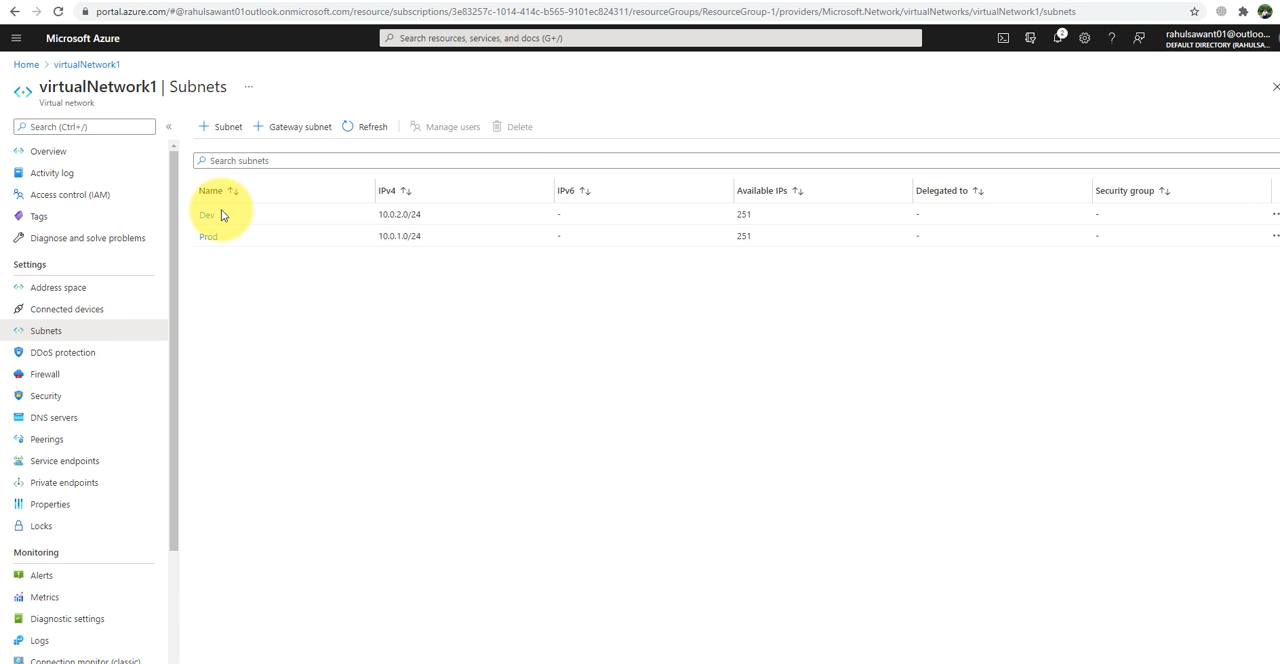 portal.azure.com/#@rahulsawant01outlook.onmicrosoft.com/resource/subscriptions/3e83257c-1014-414c-b565-9101ec824311/resourceGroups/ResourceGroup-1/providers/Microsoft.Network/virtualNetworks/virtualNetwork1/subnets
Microsoft Azure
Search resources, services, and docs (G+/)
2
rahulsawant01@outloo...
DEFAULT DIRECTORY (RAHULSA...
Home > virtualNetwork1
virtualNetwork1 | Subnets ...
Virtual network
Search (Ctrl+/)
«
+ Subnet + Gateway subnet Refresh Manage users Delete
Overview
Activity log
Access control (IAM)
Tags
Diagnose and solve problems
Settings
Address space
Connected devices
Subnets
DDoS protection
Firewall
Security
DNS servers
Peerings
Service endpoints
Private endpoints
Properties
Locks
Monitoring
Alerts
Metrics
Diagnostic settings
Logs
Connection monitor (classic)
Search subnets
Name ↑↓ IPv4 ↑↓ IPv6 ↑↓ Available IPs ↑↓ Delegated to ↑↓ Security group ↑↓
Dev 10.0.2.0/24 - 251 - -
Prod 10.0.1.0/24 - 251 - -